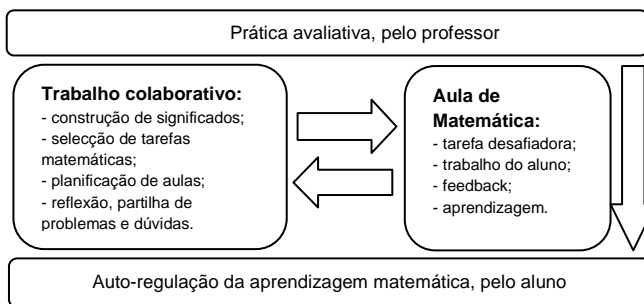 Prática avaliativa, pelo professor
Trabalho colaborativo:
- construção de significados;
- selecção de tarefas
matemáticas;
- planificação de aulas;
- reflexão, partilha de
problemas e dúvidas.
Aula de
Matemática:
- tarefa desafiadora;
- trabalho do aluno;
- feedback;
- aprendizagem.
Auto-regulação da aprendizagem matemática, pelo aluno